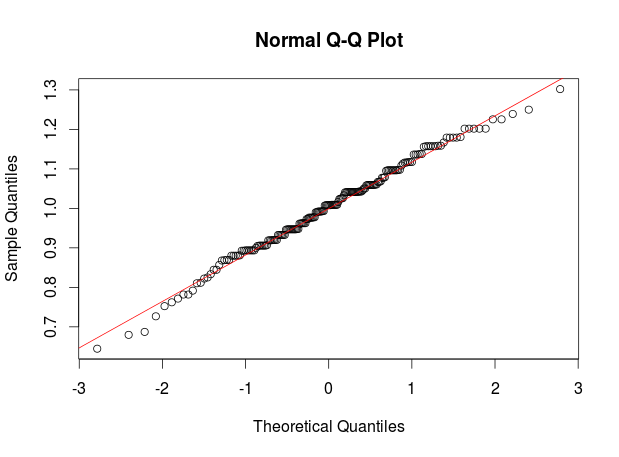 Normal Q-Q Plot
Sample Quantiles
1.3
1.2
1.1
1.0
0.9
0.8
0.7
-3 -2 -1 0 1 2 3
Theoretical Quantiles